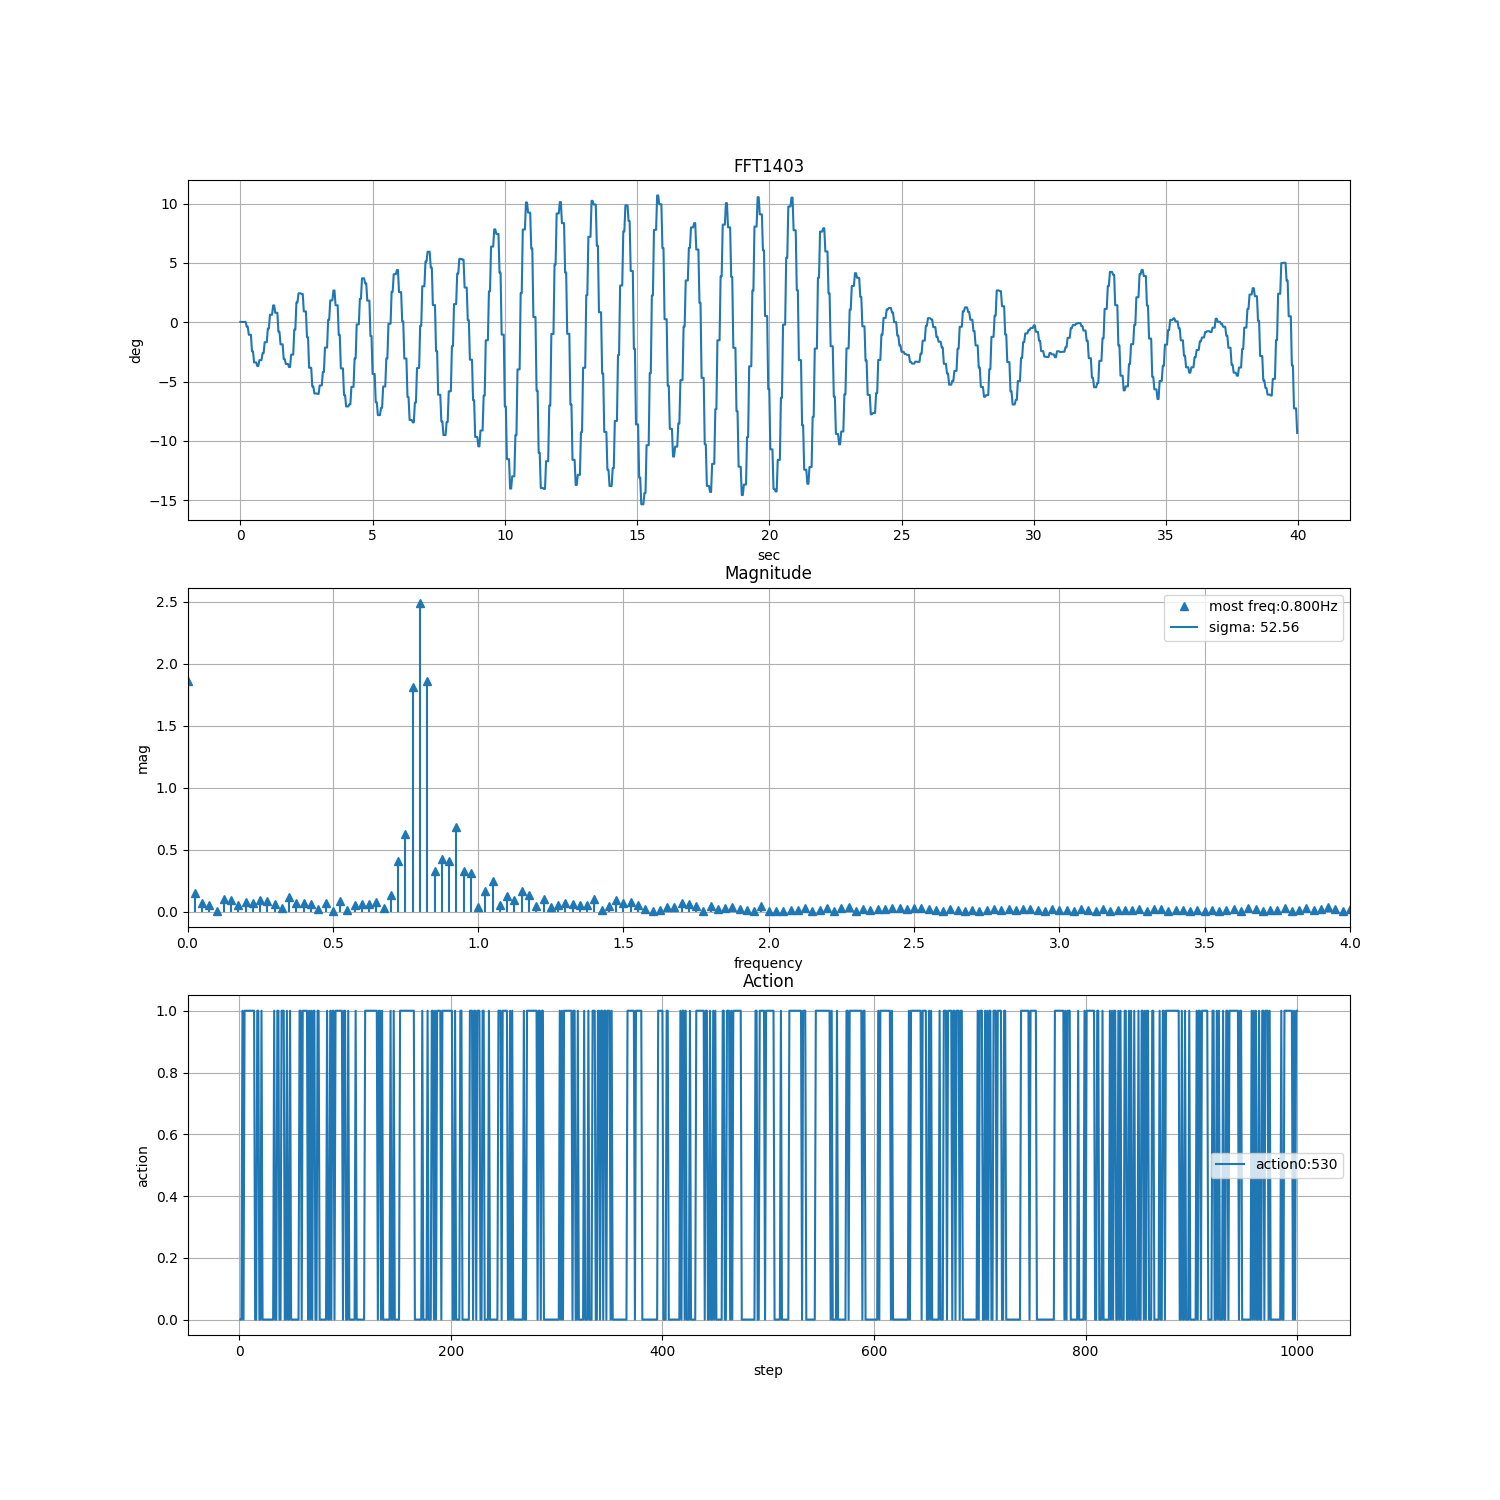 FFT1403
10
5
0
−5
−10
−15
deg
0 5 10 15 20 25 30 35 40
sec
Magnitude
2.5
2.0
1.5
1.0
0.5
0.0
mag
most freq:0.800Hz
sigma: 52.56
0.0 0.5 1.0 1.5 2.0 2.5 3.0 3.5 4.0
frequency
Action
1.0
0.8
0.6
0.4
0.2
0.0
action
action0:530
0 200 400 600 800 1000
step